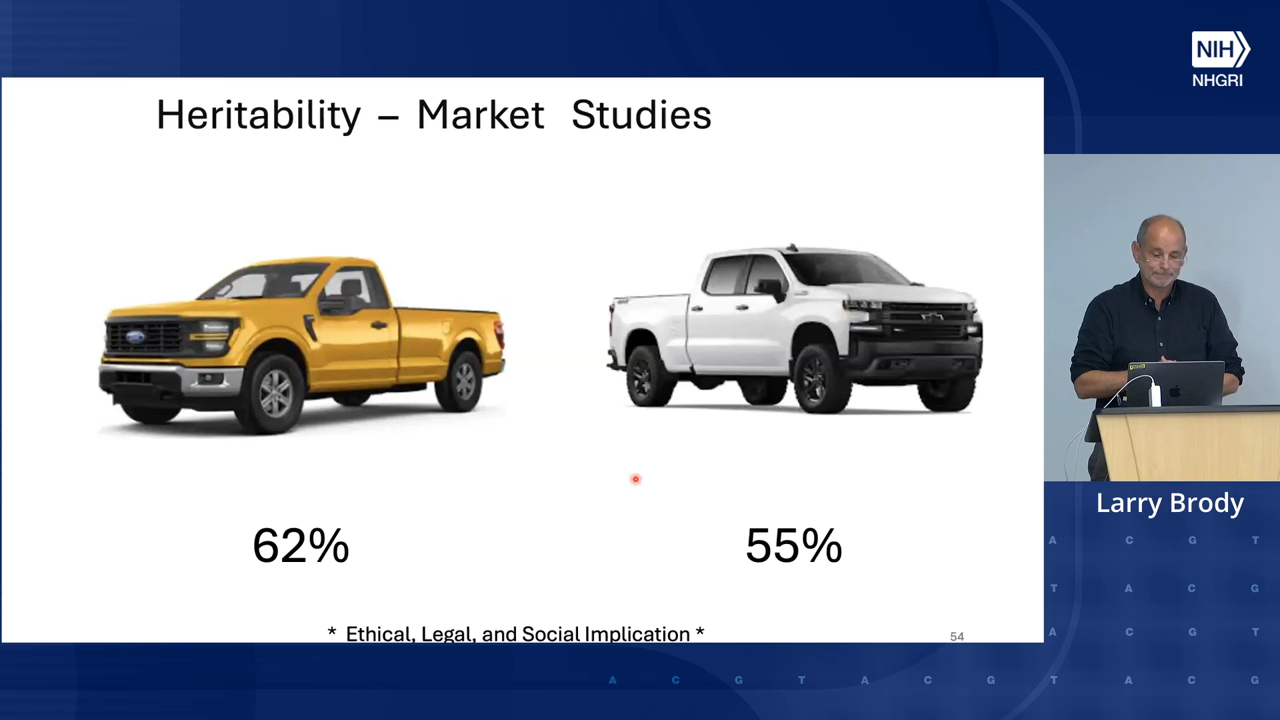 NIH
NHGRI
Heritability – Market Studies
62%
55%
* Ethical, Legal, and Social Implication *
54
Larry Brody
A C G T
T A C G
A C G T
A C G T A C G T A C G